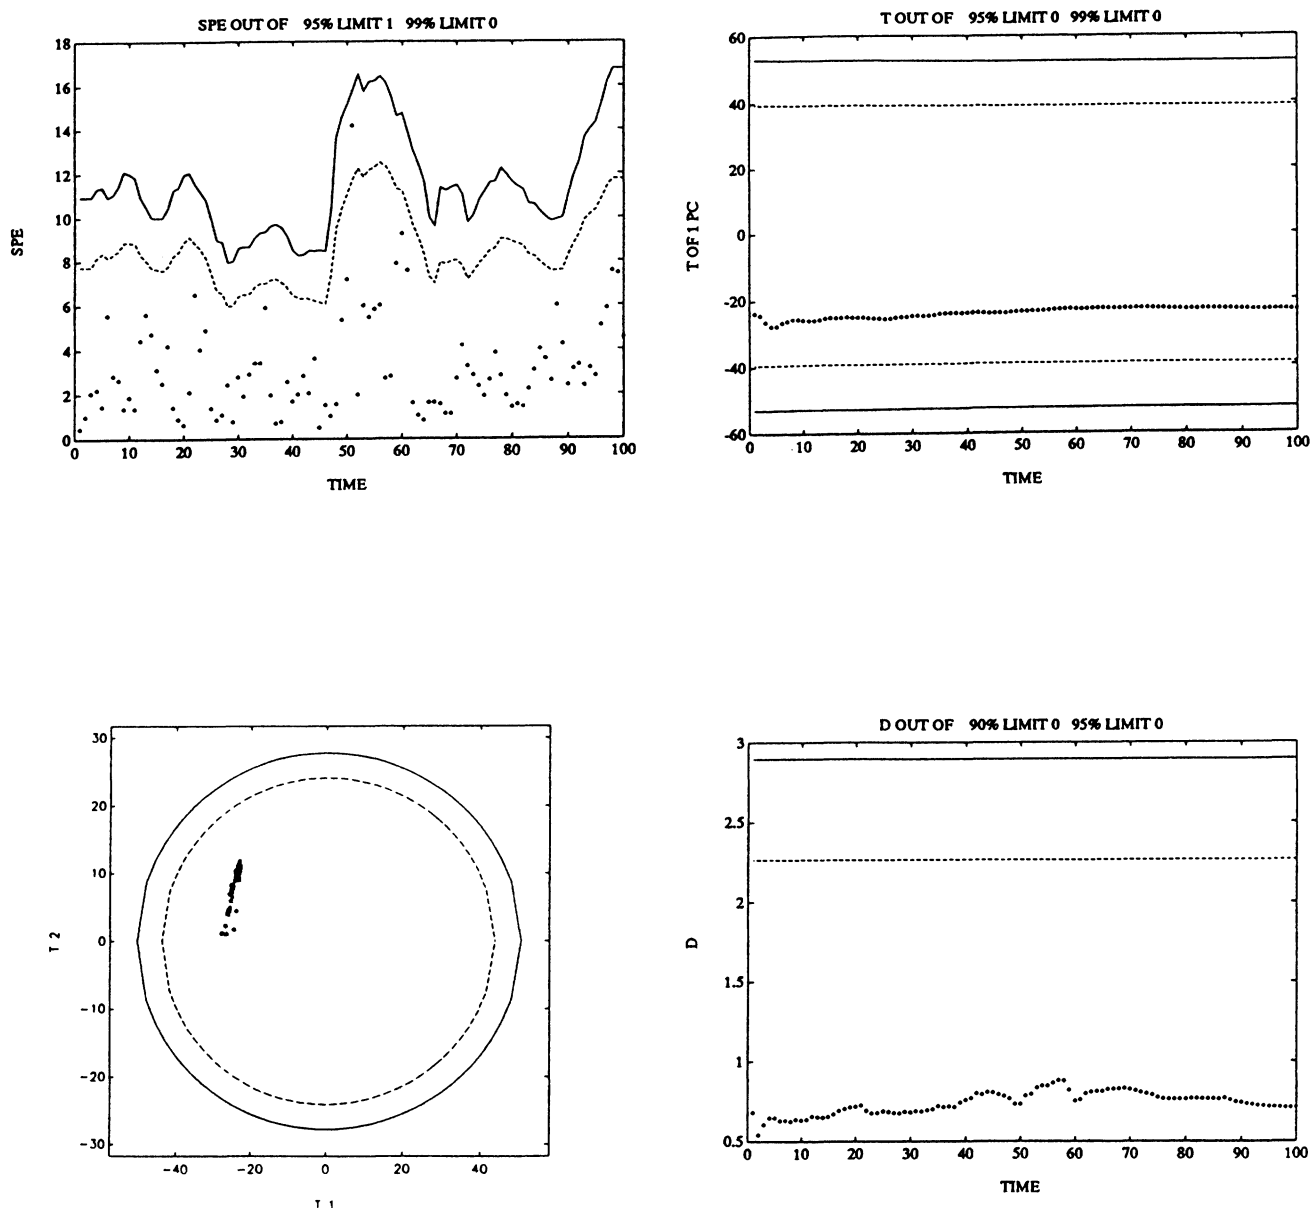 SPE OUT OF 95% LIMIT 1 99% LIMIT 0
18
16
14
12
10
8
6
4
2
0
SPE
0 10 20 30 40 50 60 70 80 90 100
TIME
T OUT OF 95% LIMIT 0 99% LIMIT 0
60
40
20
0
-20
-40
-60
T OF 1 PC
0 10 20 30 40 50 60 70 80 90 100
TIME
30
20
10
0
-10
-20
-30
T 2
-40 -20 0 20 40
T 1
D OUT OF 90% LIMIT 0 95% LIMIT 0
3
2.5
2
1.5
1
0.5
D
0 10 20 30 40 50 60 70 80 90 100
TIME